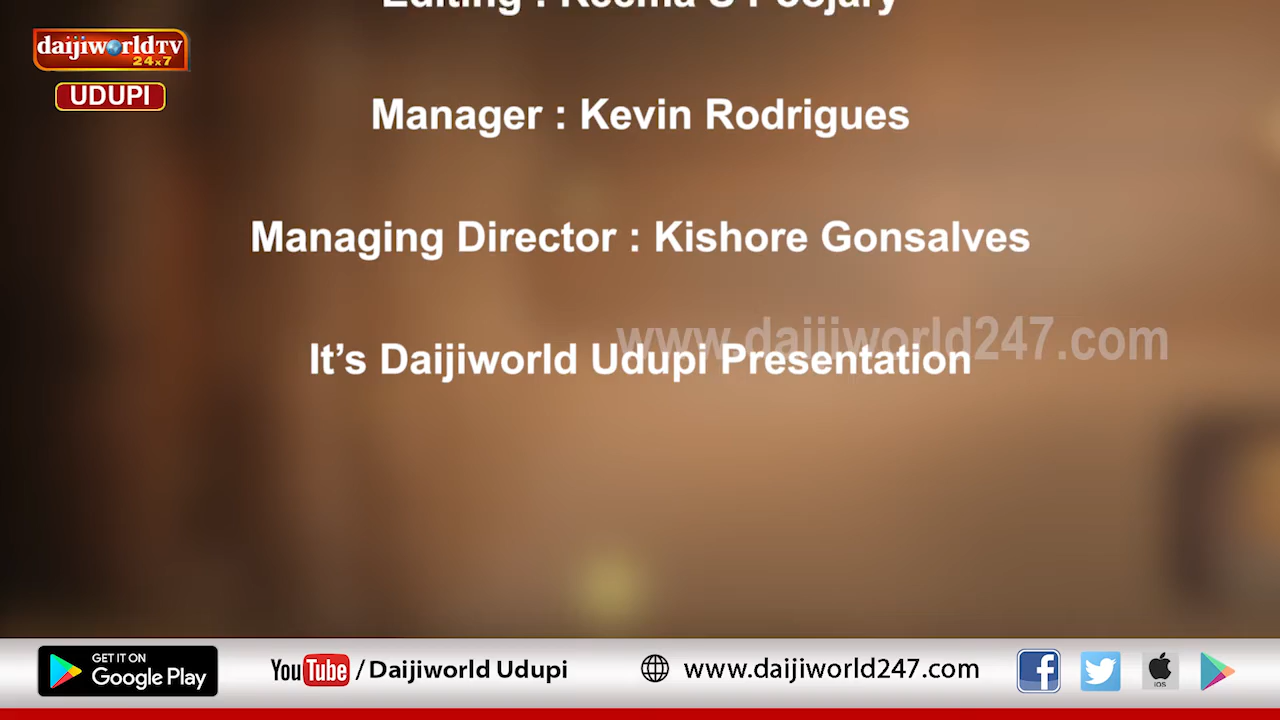 daijiworldTV
24x7
UDUPI
Editing :
Manager : Kevin Rodrigues
Managing Director : Kishore Gonsalves
www.daijiworld247.com
It’s Daijiworld Udupi Presentation
GET IT ON
Google Play
YouTube / Daijiworld Udupi
www.daijiworld247.com
f
iOS